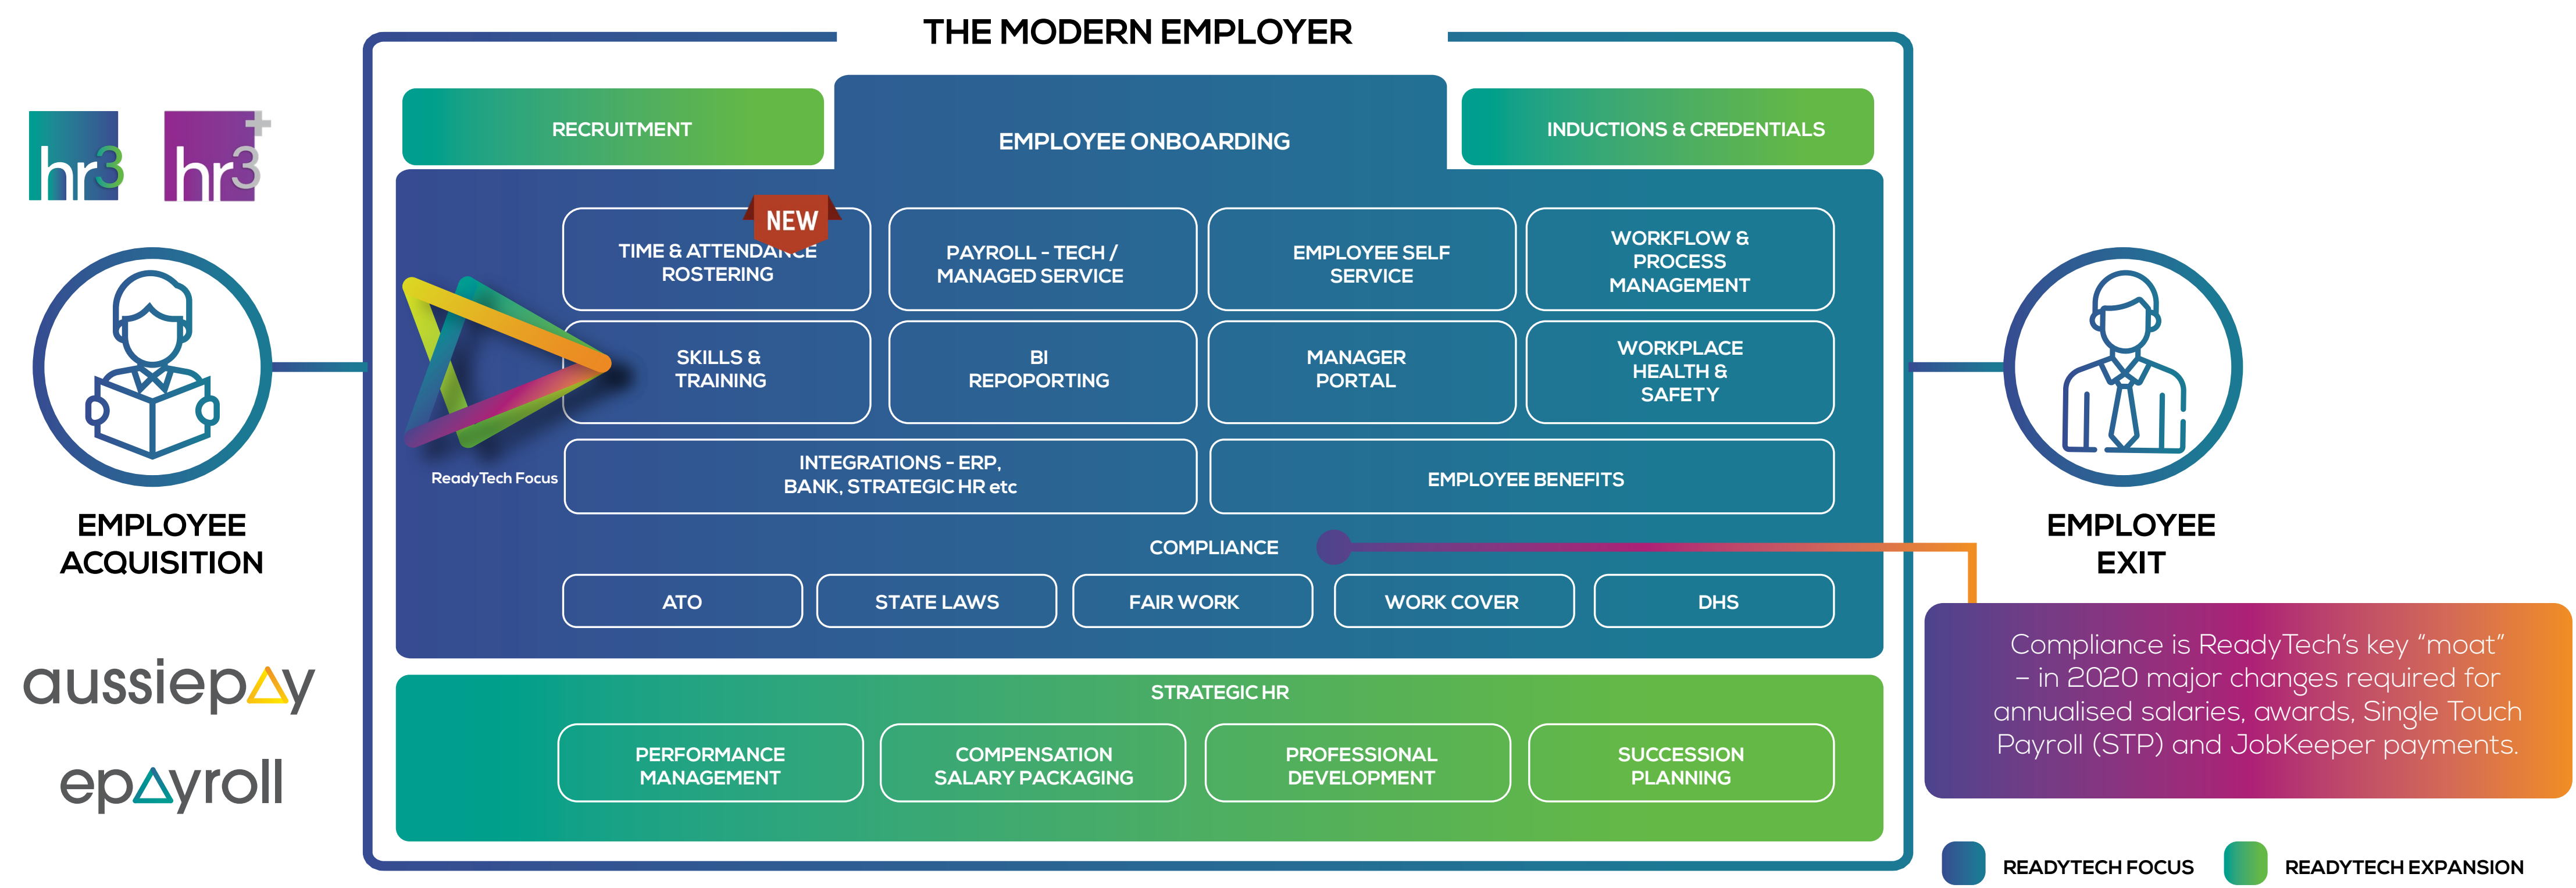 THE MODERN EMPLOYER
hr3
hr3+
RECRUITMENT
EMPLOYEE ONBOARDING
INDUCTIONS & CREDENTIALS
NEW
TIME & ATTENDANCE
ROSTERING
PAYROLL - TECH /
MANAGED SERVICE
EMPLOYEE SELF
SERVICE
WORKFLOW &
PROCESS
MANAGEMENT
SKILLS &
TRAINING
BI
REPOPORTING
MANAGER
PORTAL
WORKPLACE
HEALTH &
SAFETY
ReadyTech Focus
INTEGRATIONS - ERP,
BANK, STRATEGIC HR etc
EMPLOYEE BENEFITS
EMPLOYEE
ACQUISITION
EMPLOYEE
EXIT
COMPLIANCE
ATO
STATE LAWS
FAIR WORK
WORK COVER
DHS
Compliance is ReadyTech's key “moat”
– in 2020 major changes required for
annualised salaries, awards, Single Touch
Payroll (STP) and JobKeeper payments.
aussiepay
epayroll
STRATEGIC HR
PERFORMANCE
MANAGEMENT
COMPENSATION
SALARY PACKAGING
PROFESSIONAL
DEVELOPMENT
SUCCESSION
PLANNING
READYTECH FOCUS
READYTECH EXPANSION